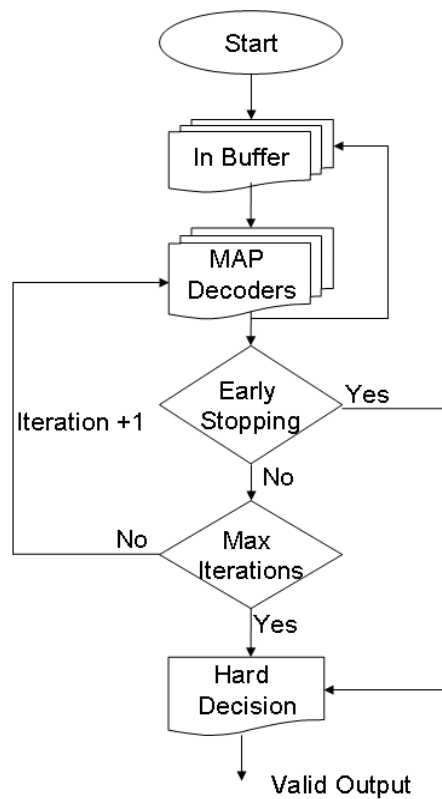 Start
In Buffer
MAP
Decoders
Early
Stopping
Yes
Iteration +1
No
No
Max
Iterations
Yes
Hard
Decision
Valid Output